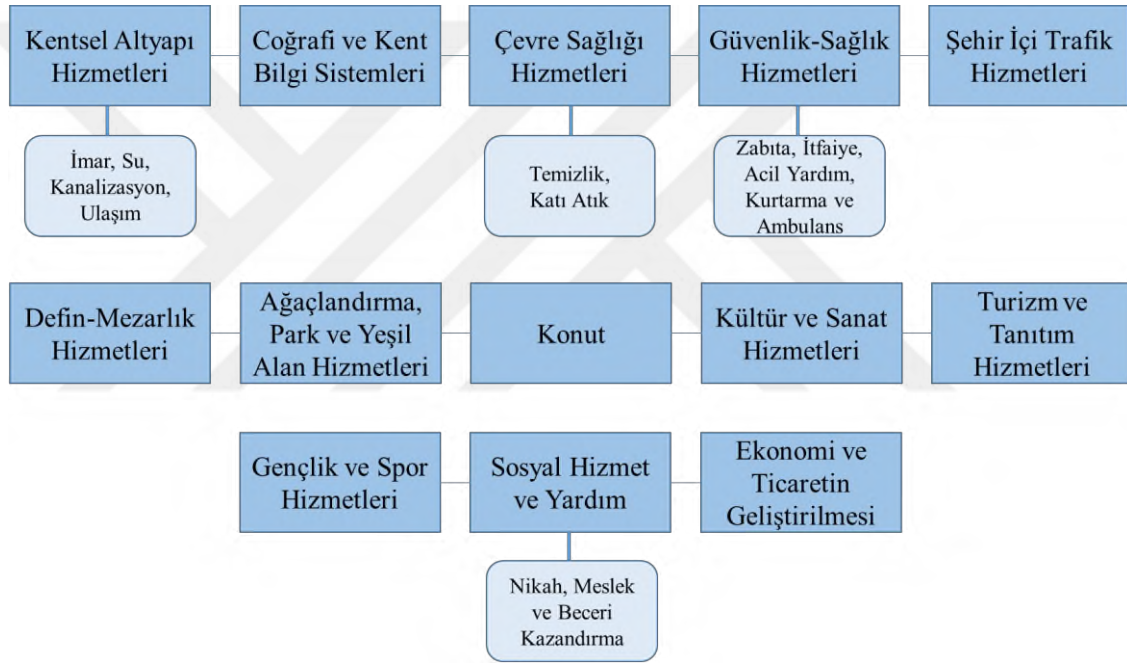 Kentsel Altyapı
Hizmetleri
Coğrafi ve Kent
Bilgi Sistemleri
Çevre Sağlığı
Hizmetleri
Güvenlik-Sağlık
Hizmetleri
Şehir İçi Trafik
Hizmetleri
İmar, Su,
Kanalizasyon,
Ulaşım
Temizlik,
Katı Atık
Zabıta, İtfaiye,
Acil Yardım,
Kurtarma ve
Ambulans
Defin-Mezarlık
Hizmetleri
Ağaçlandırma,
Park ve Yeşil
Alan Hizmetleri
Konut
Kültür ve Sanat
Hizmetleri
Turizm ve
Tanıtım
Hizmetleri
Gençlik ve Spor
Hizmetleri
Sosyal Hizmet
ve Yardım
Ekonomi ve
Ticaretin
Geliştirilmesi
Nikah, Meslek
ve Beceri
Kazandırma